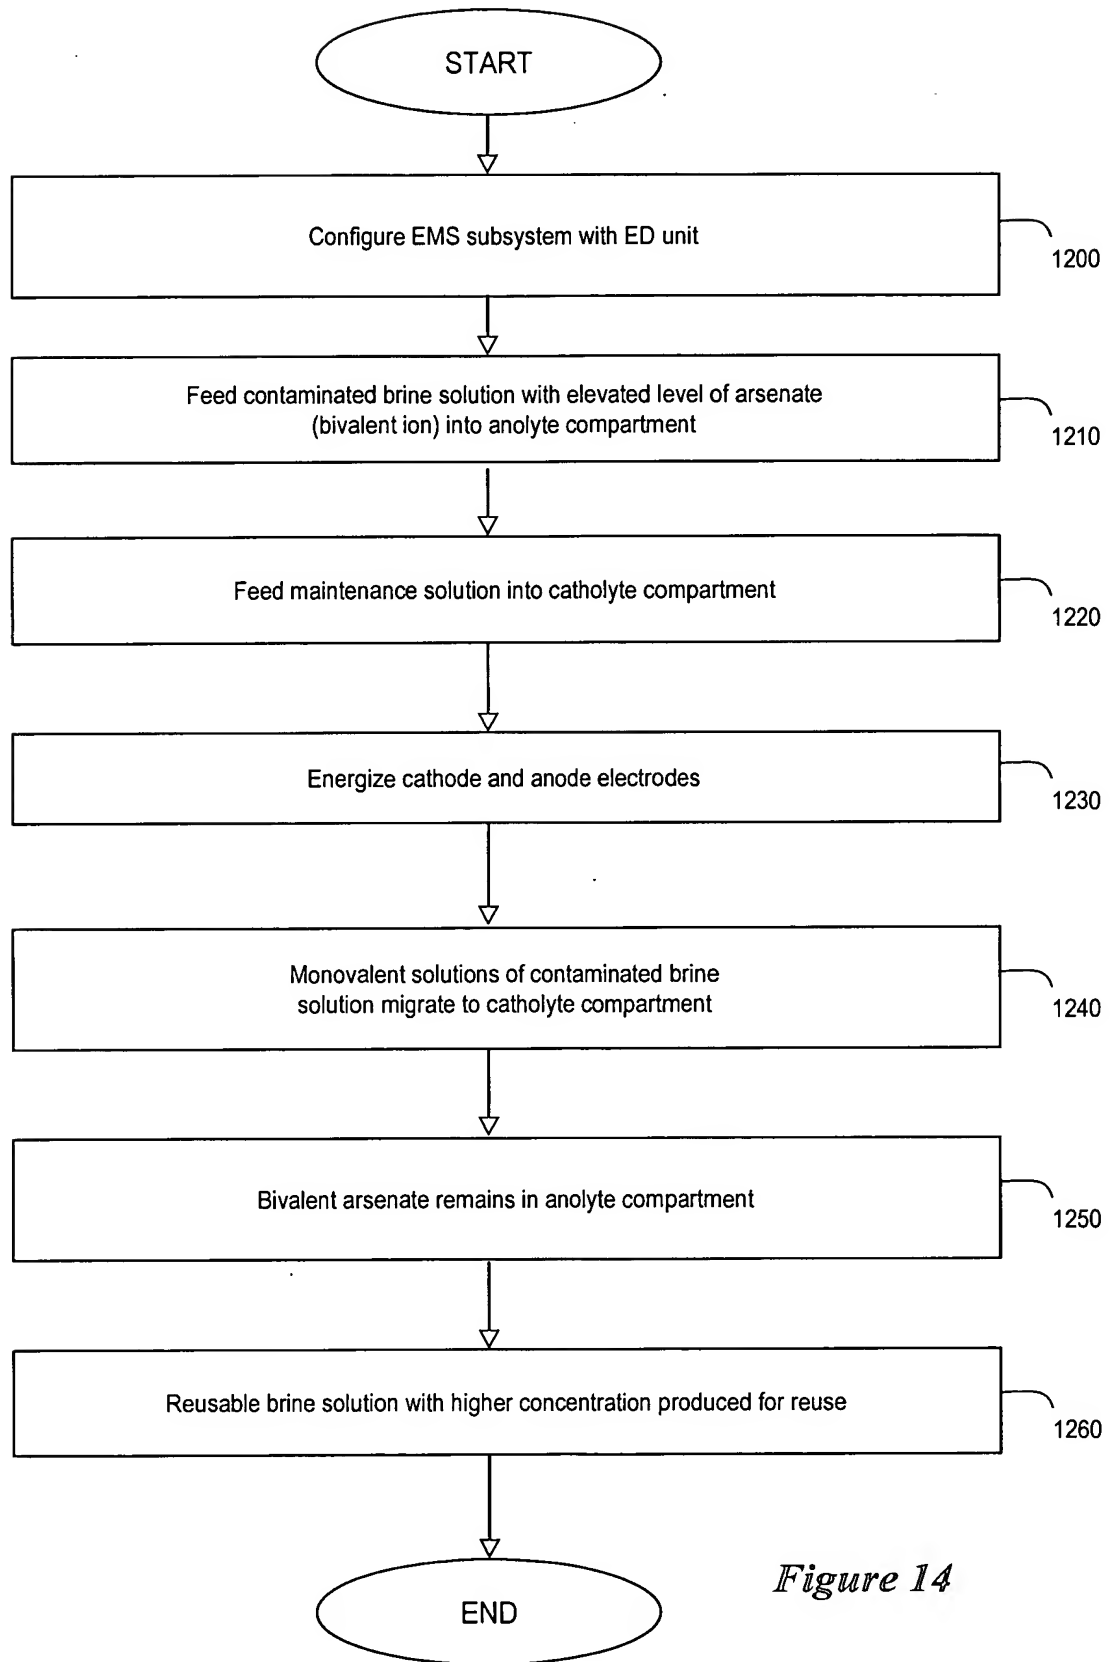 START
Configure EMS subsystem with ED unit
1200
Feed contaminated brine solution with elevated level of arsenate
(bivalent ion) into anolyte compartment
1210
Feed maintenance solution into catholyte compartment
1220
Energize cathode and anode electrodes
1230
Monovalent solutions of contaminated brine
solution migrate to catholyte compartment
1240
Bivalent arsenate remains in anolyte compartment
1250
Reusable brine solution with higher concentration produced for reuse
1260
END
Figure 14